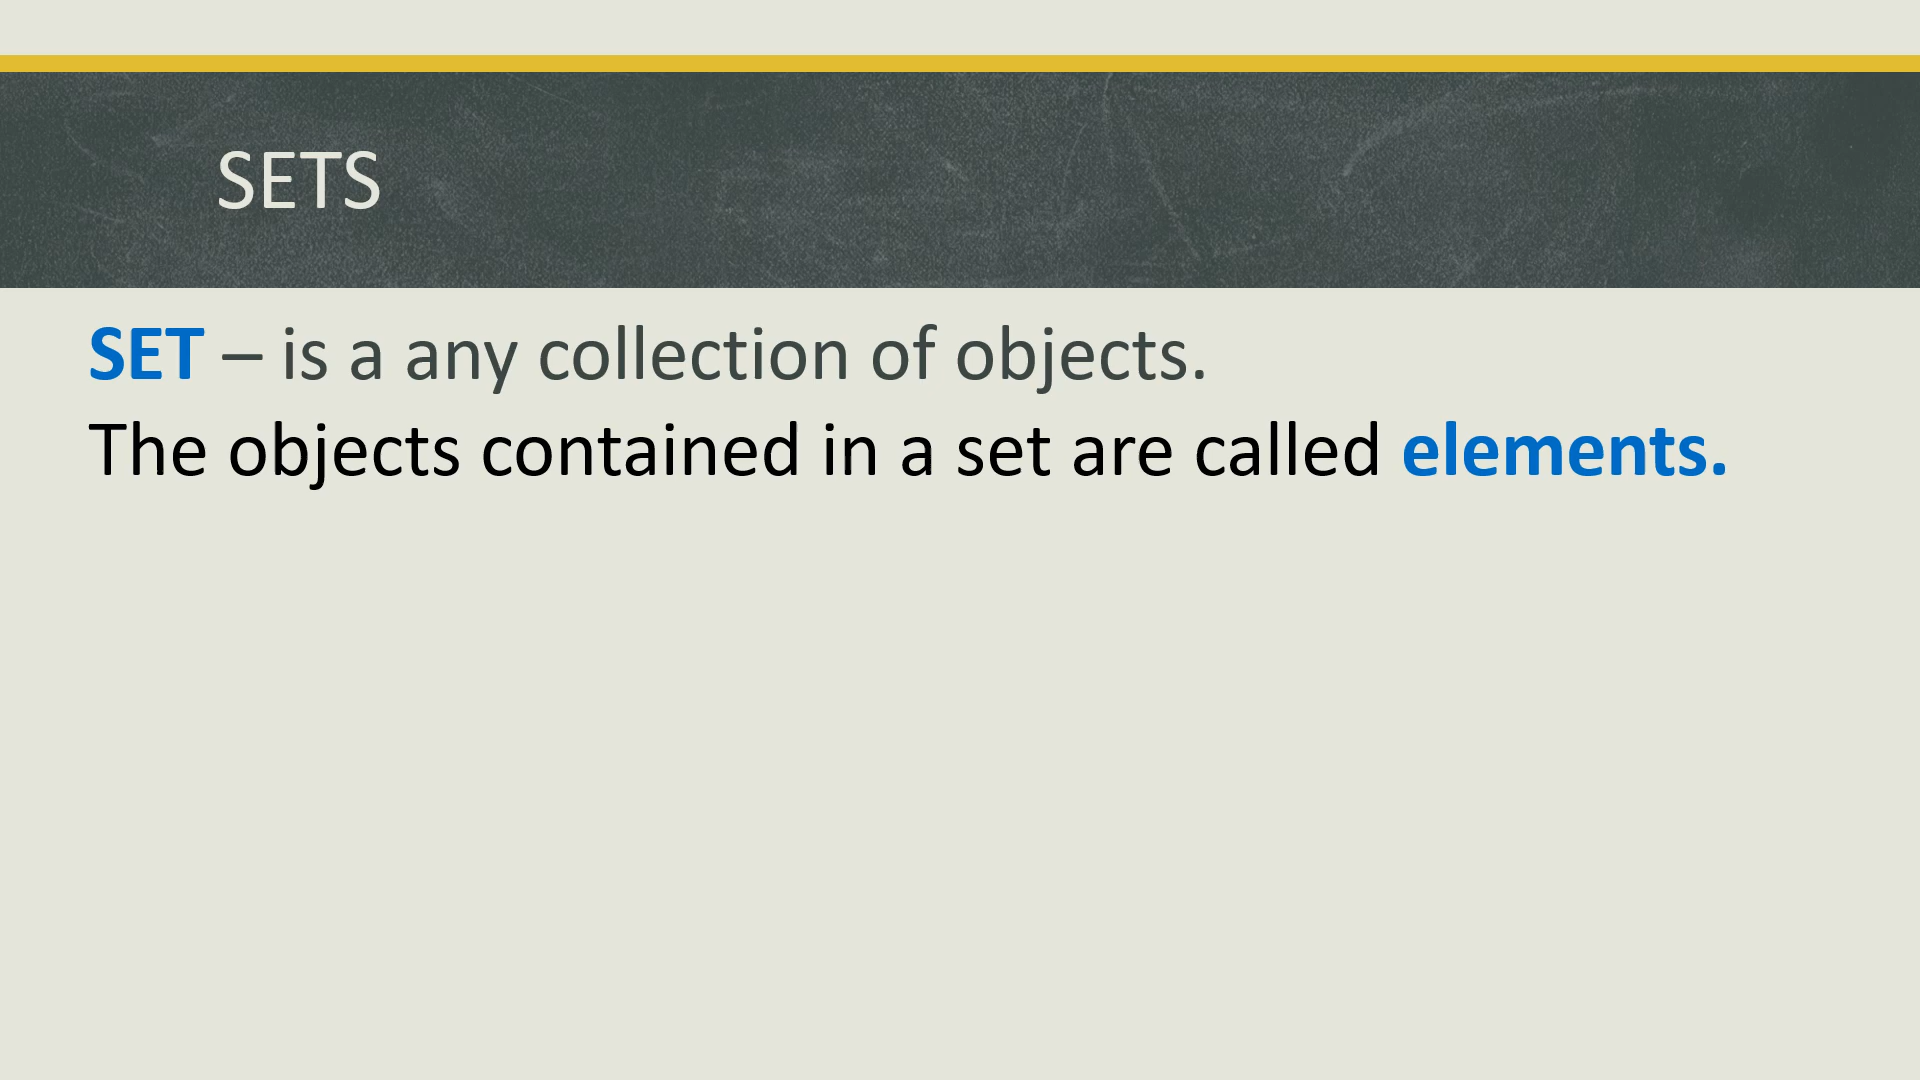 SETS
SET – is a any collection of objects.
The objects contained in a set are called elements.